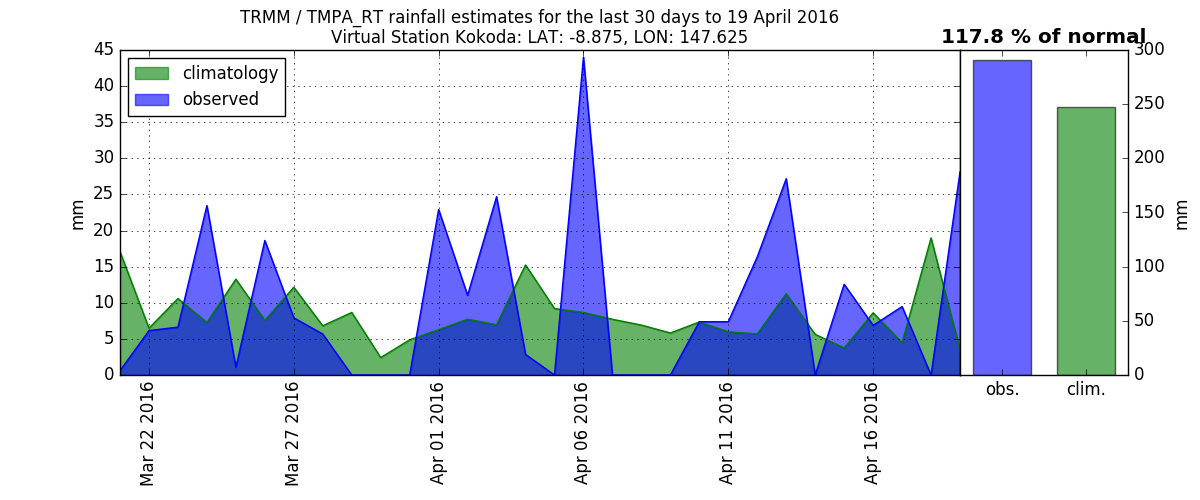 TRMM / TMPA_RT rainfall estimates for the last 30 days to 19 April 2016
Virtual Station Kokoda: LAT: -8.875, LON: 147.625
117.8 % of normal
climatology
observed
45
40
35
30
25
20
15
10
5
0
mm
300
250
200
150
100
50
0
mm
Mar 22 2016
Mar 27 2016
Apr 01 2016
Apr 06 2016
Apr 11 2016
Apr 16 2016
obs.
clim.